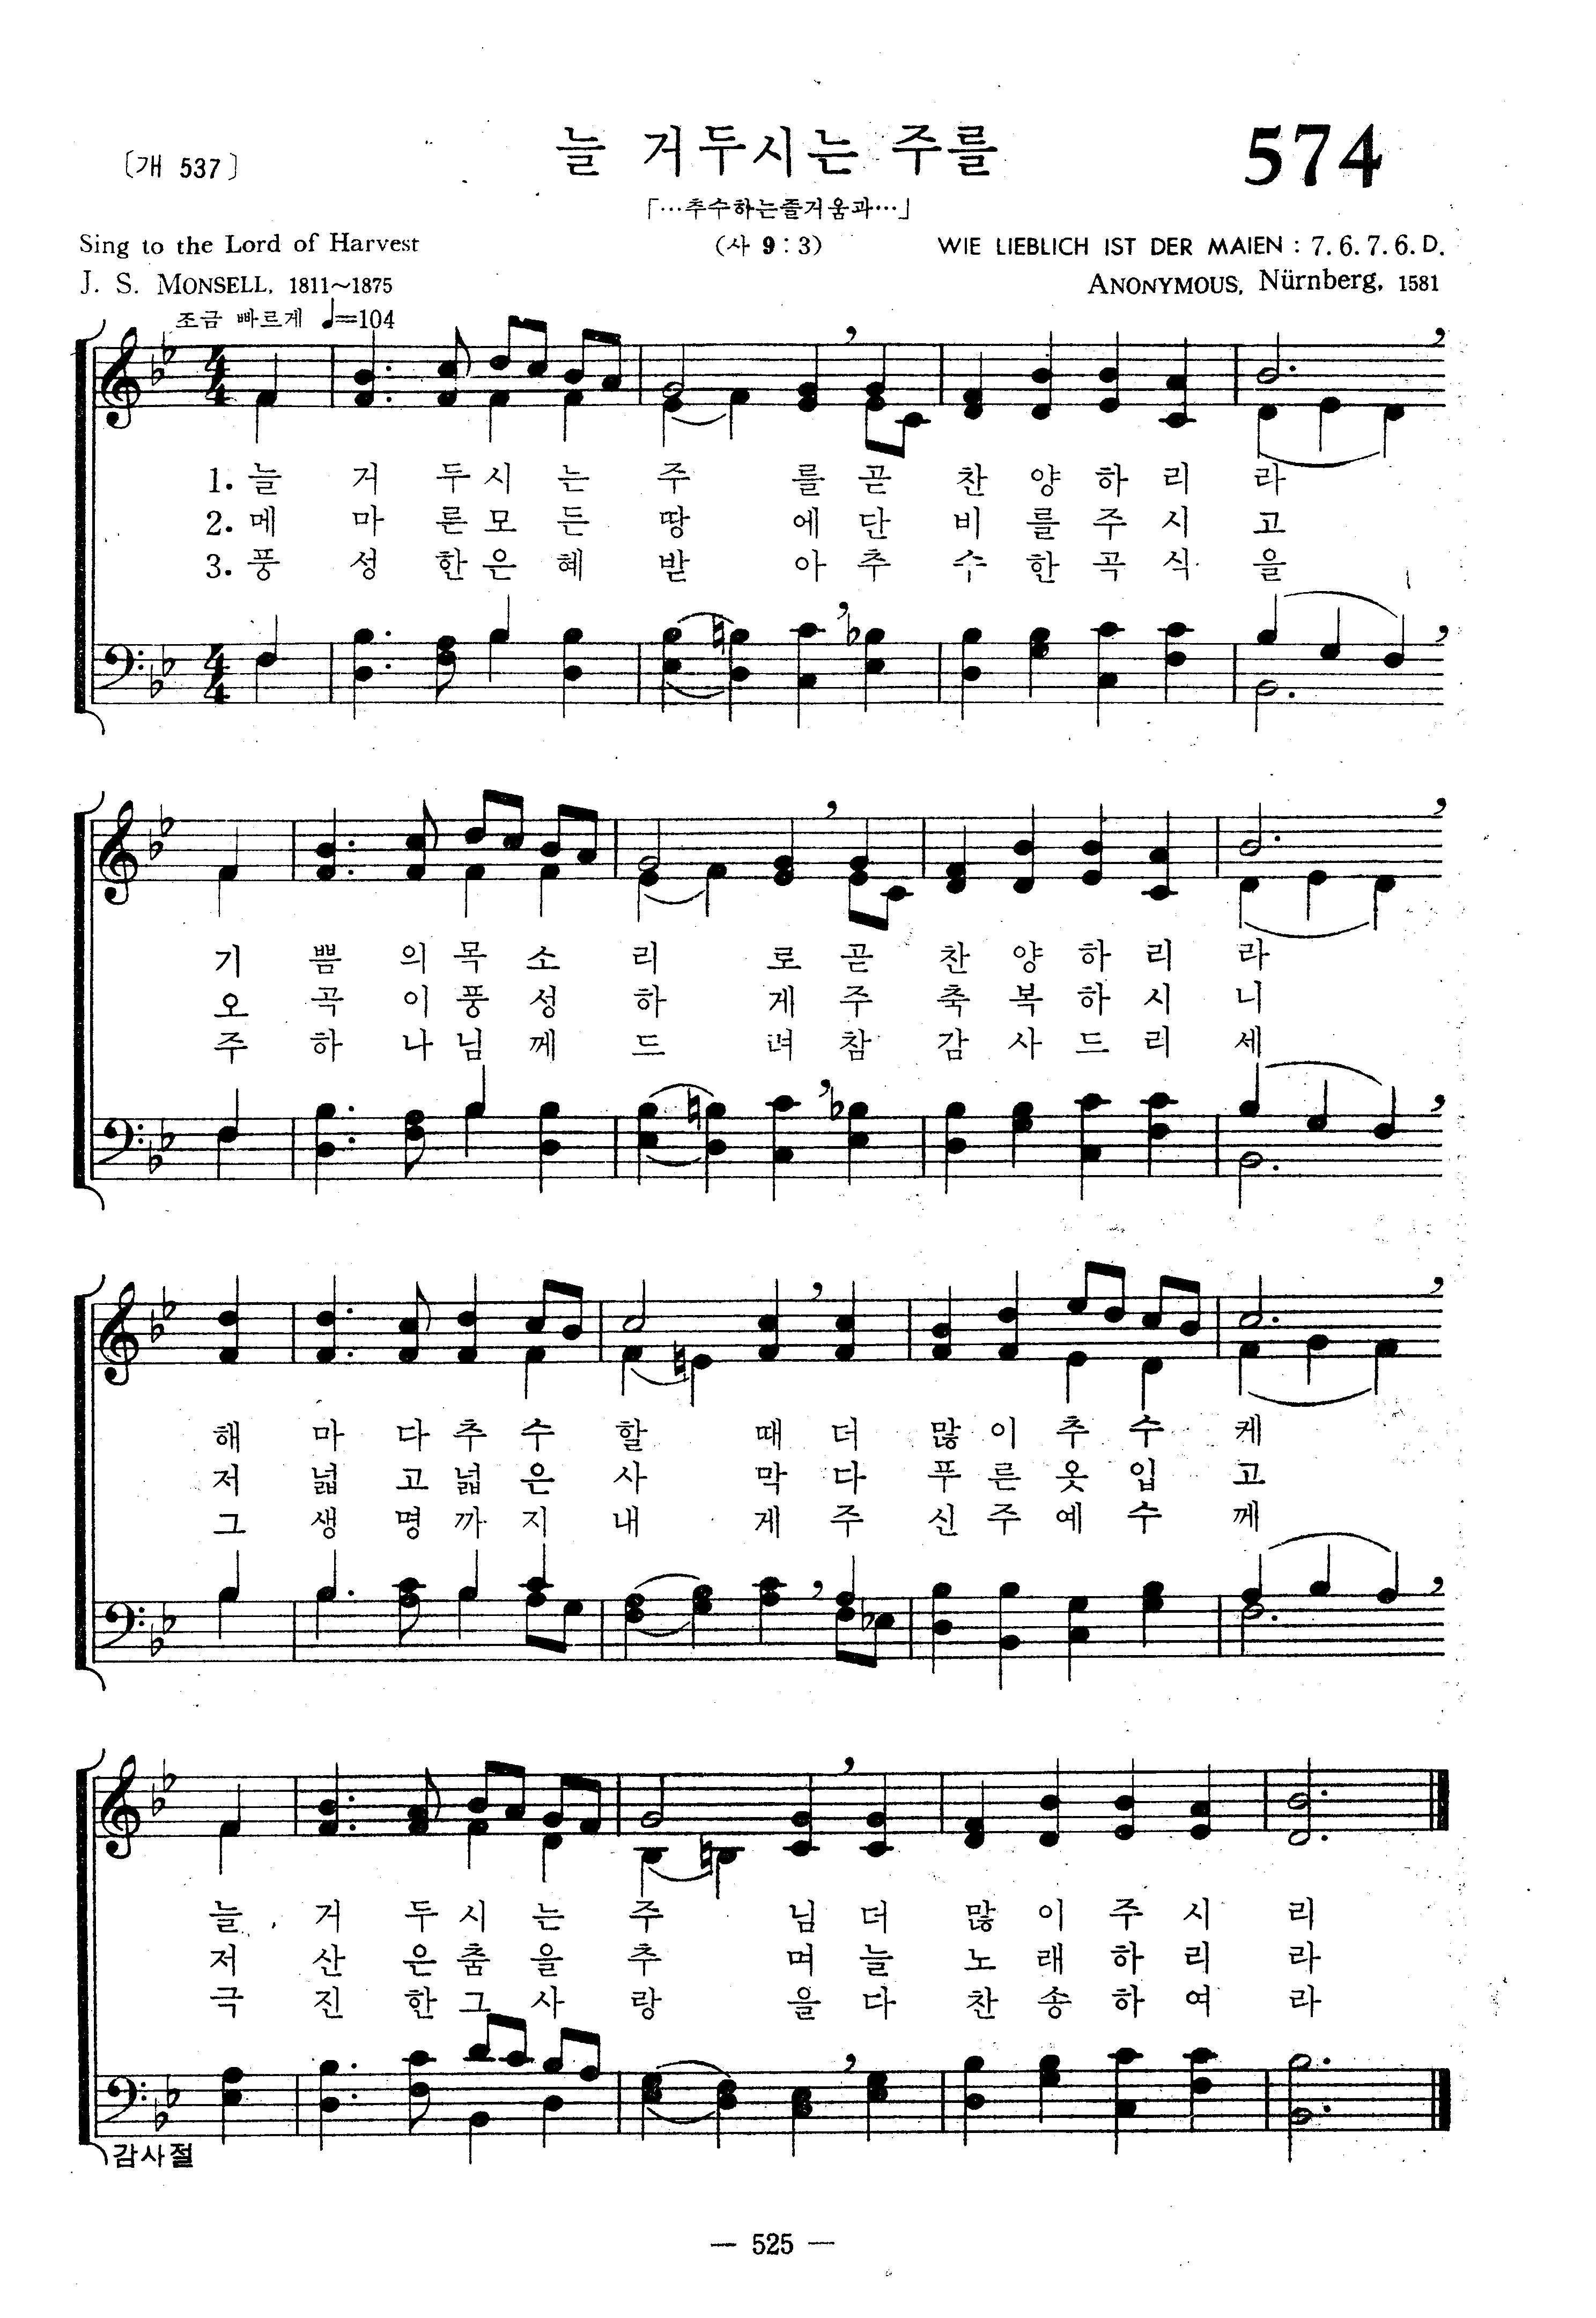 〔개 537〕
늘 거두시는 주를
574
「…추수하는즐거움과…」
Sing to the Lord of Harvest
(사 9 : 3)
WIE LIEBLICH IST DER MAIEN : 7. 6. 7. 6. D.
J. S. MONSELL, 1811~1875
ANONYMOUS, Nürnberg, 1581
조금 빠르게 ♩=104
1. 늘 거 두 시 는 주 를 곧 찬 양 하 리 라
2. 메 마 른 모 든 땅 에 단 비 를 주 시 고
3. 풍 성 한 은 혜 받 아 추 수 한 곡 식 을
기 쁨 의 목 소 리 로 곧 찬 양 하 리 라
오 곡 이 풍 성 하 게 주 축 복 하 시 니
주 하 나 님 께 드 려 참 감 사 드 리 세
해 마 다 추 수 할 때 더 많 이 추 수 케
저 넓 고 넓 은 사 막 다 푸 른 옷 입 고
그 생 명 까 지 내 게 주 신 주 예 수 께
늘 거 두 시 는 주 님 더 많 이 주 시 리
저 산 은 춤 을 추 며 늘 노 래 하 리 라
극 진 한 그 사 랑 을 다 찬 송 하 여 라
감사절
— 525 —